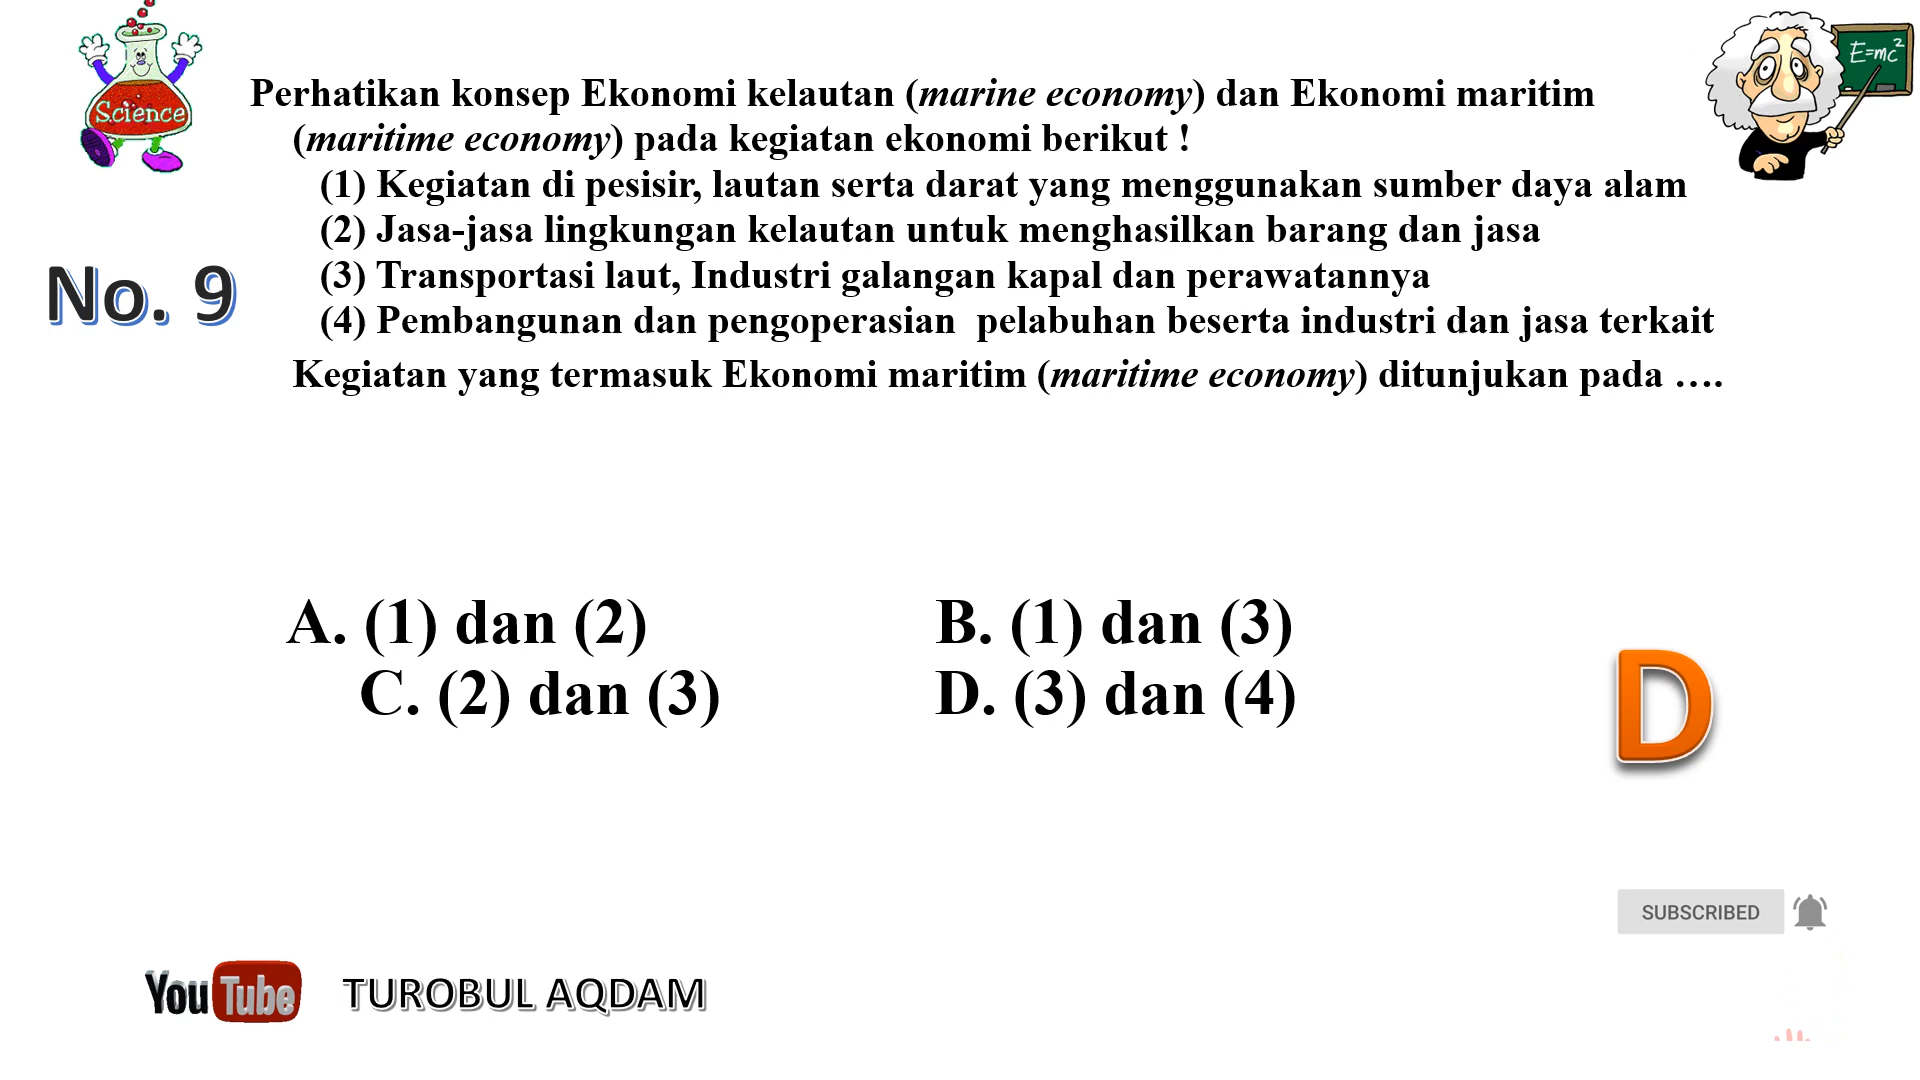 Science
E=mc²
Perhatikan konsep Ekonomi kelautan (marine economy) dan Ekonomi maritim
(maritime economy) pada kegiatan ekonomi berikut !
(1) Kegiatan di pesisir, lautan serta darat yang menggunakan sumber daya alam
(2) Jasa-jasa lingkungan kelautan untuk menghasilkan barang dan jasa
No. 9
(3) Transportasi laut, Industri galangan kapal dan perawatannya
(4) Pembangunan dan pengoperasian pelabuhan beserta industri dan jasa terkait
Kegiatan yang termasuk Ekonomi maritim (maritime economy) ditunjukan pada ….
A. (1) dan (2) B. (1) dan (3)
C. (2) dan (3) D. (3) dan (4)
D
SUBSCRIBED
YouTube TUROBUL AQDAM